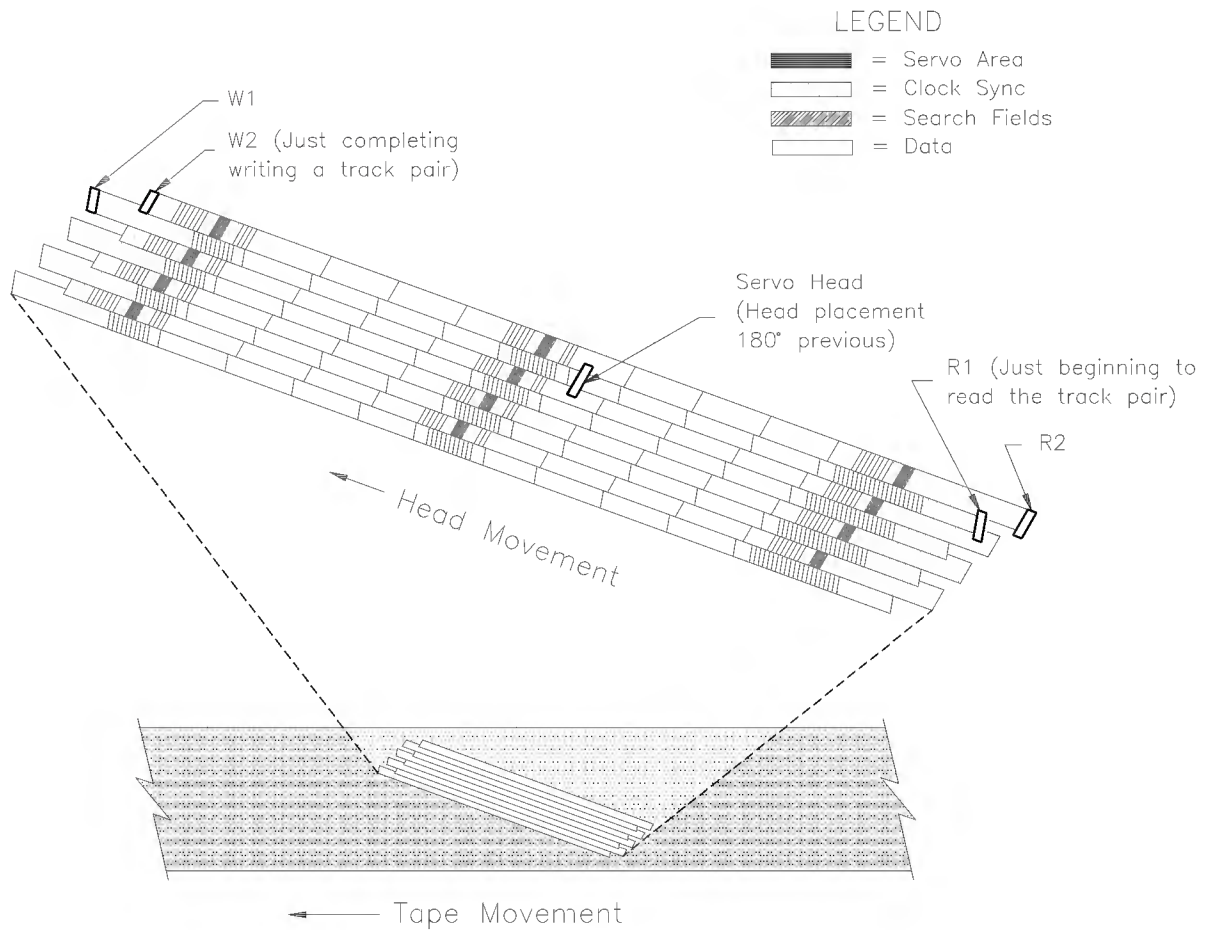 LEGEND
= Servo Area
= Clock Sync
= Search Fields
= Data
W1
W2 (Just completing
writing a track pair)
Servo Head
(Head placement
180° previous)
R1 (Just beginning to
read the track pair)
R2
Head Movement
Tape Movement